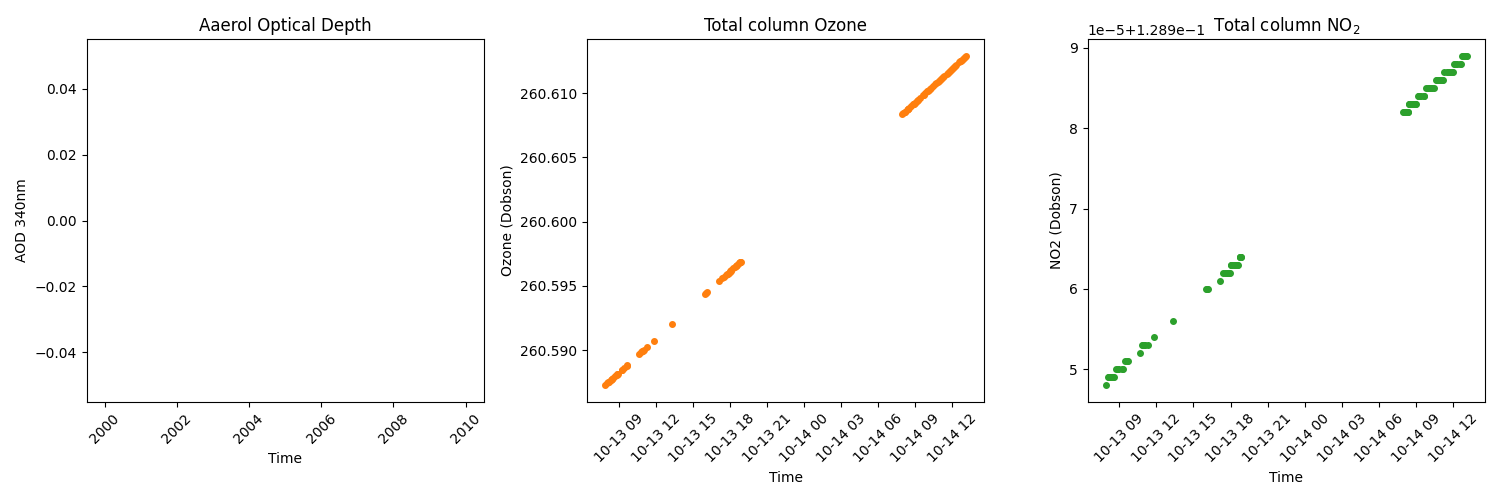 Aaerol Optical Depth
AOD 340nm
0.04
0.02
0.00
−0.02
−0.04
2000 2002 2004 2006 2008 2010
Time
Total column Ozone
Ozone (Dobson)
260.610
260.605
260.600
260.595
260.590
10-13 09 10-13 12 10-13 15 10-13 18 10-13 21 10-14 00 10-14 03 10-14 06 10-14 09 10-14 12
Time
1e−5+1.289e−1 Total column NO₂
NO2 (Dobson)
9
8
7
6
5
10-13 09 10-13 12 10-13 15 10-13 18 10-13 21 10-14 00 10-14 03 10-14 06 10-14 09 10-14 12
Time